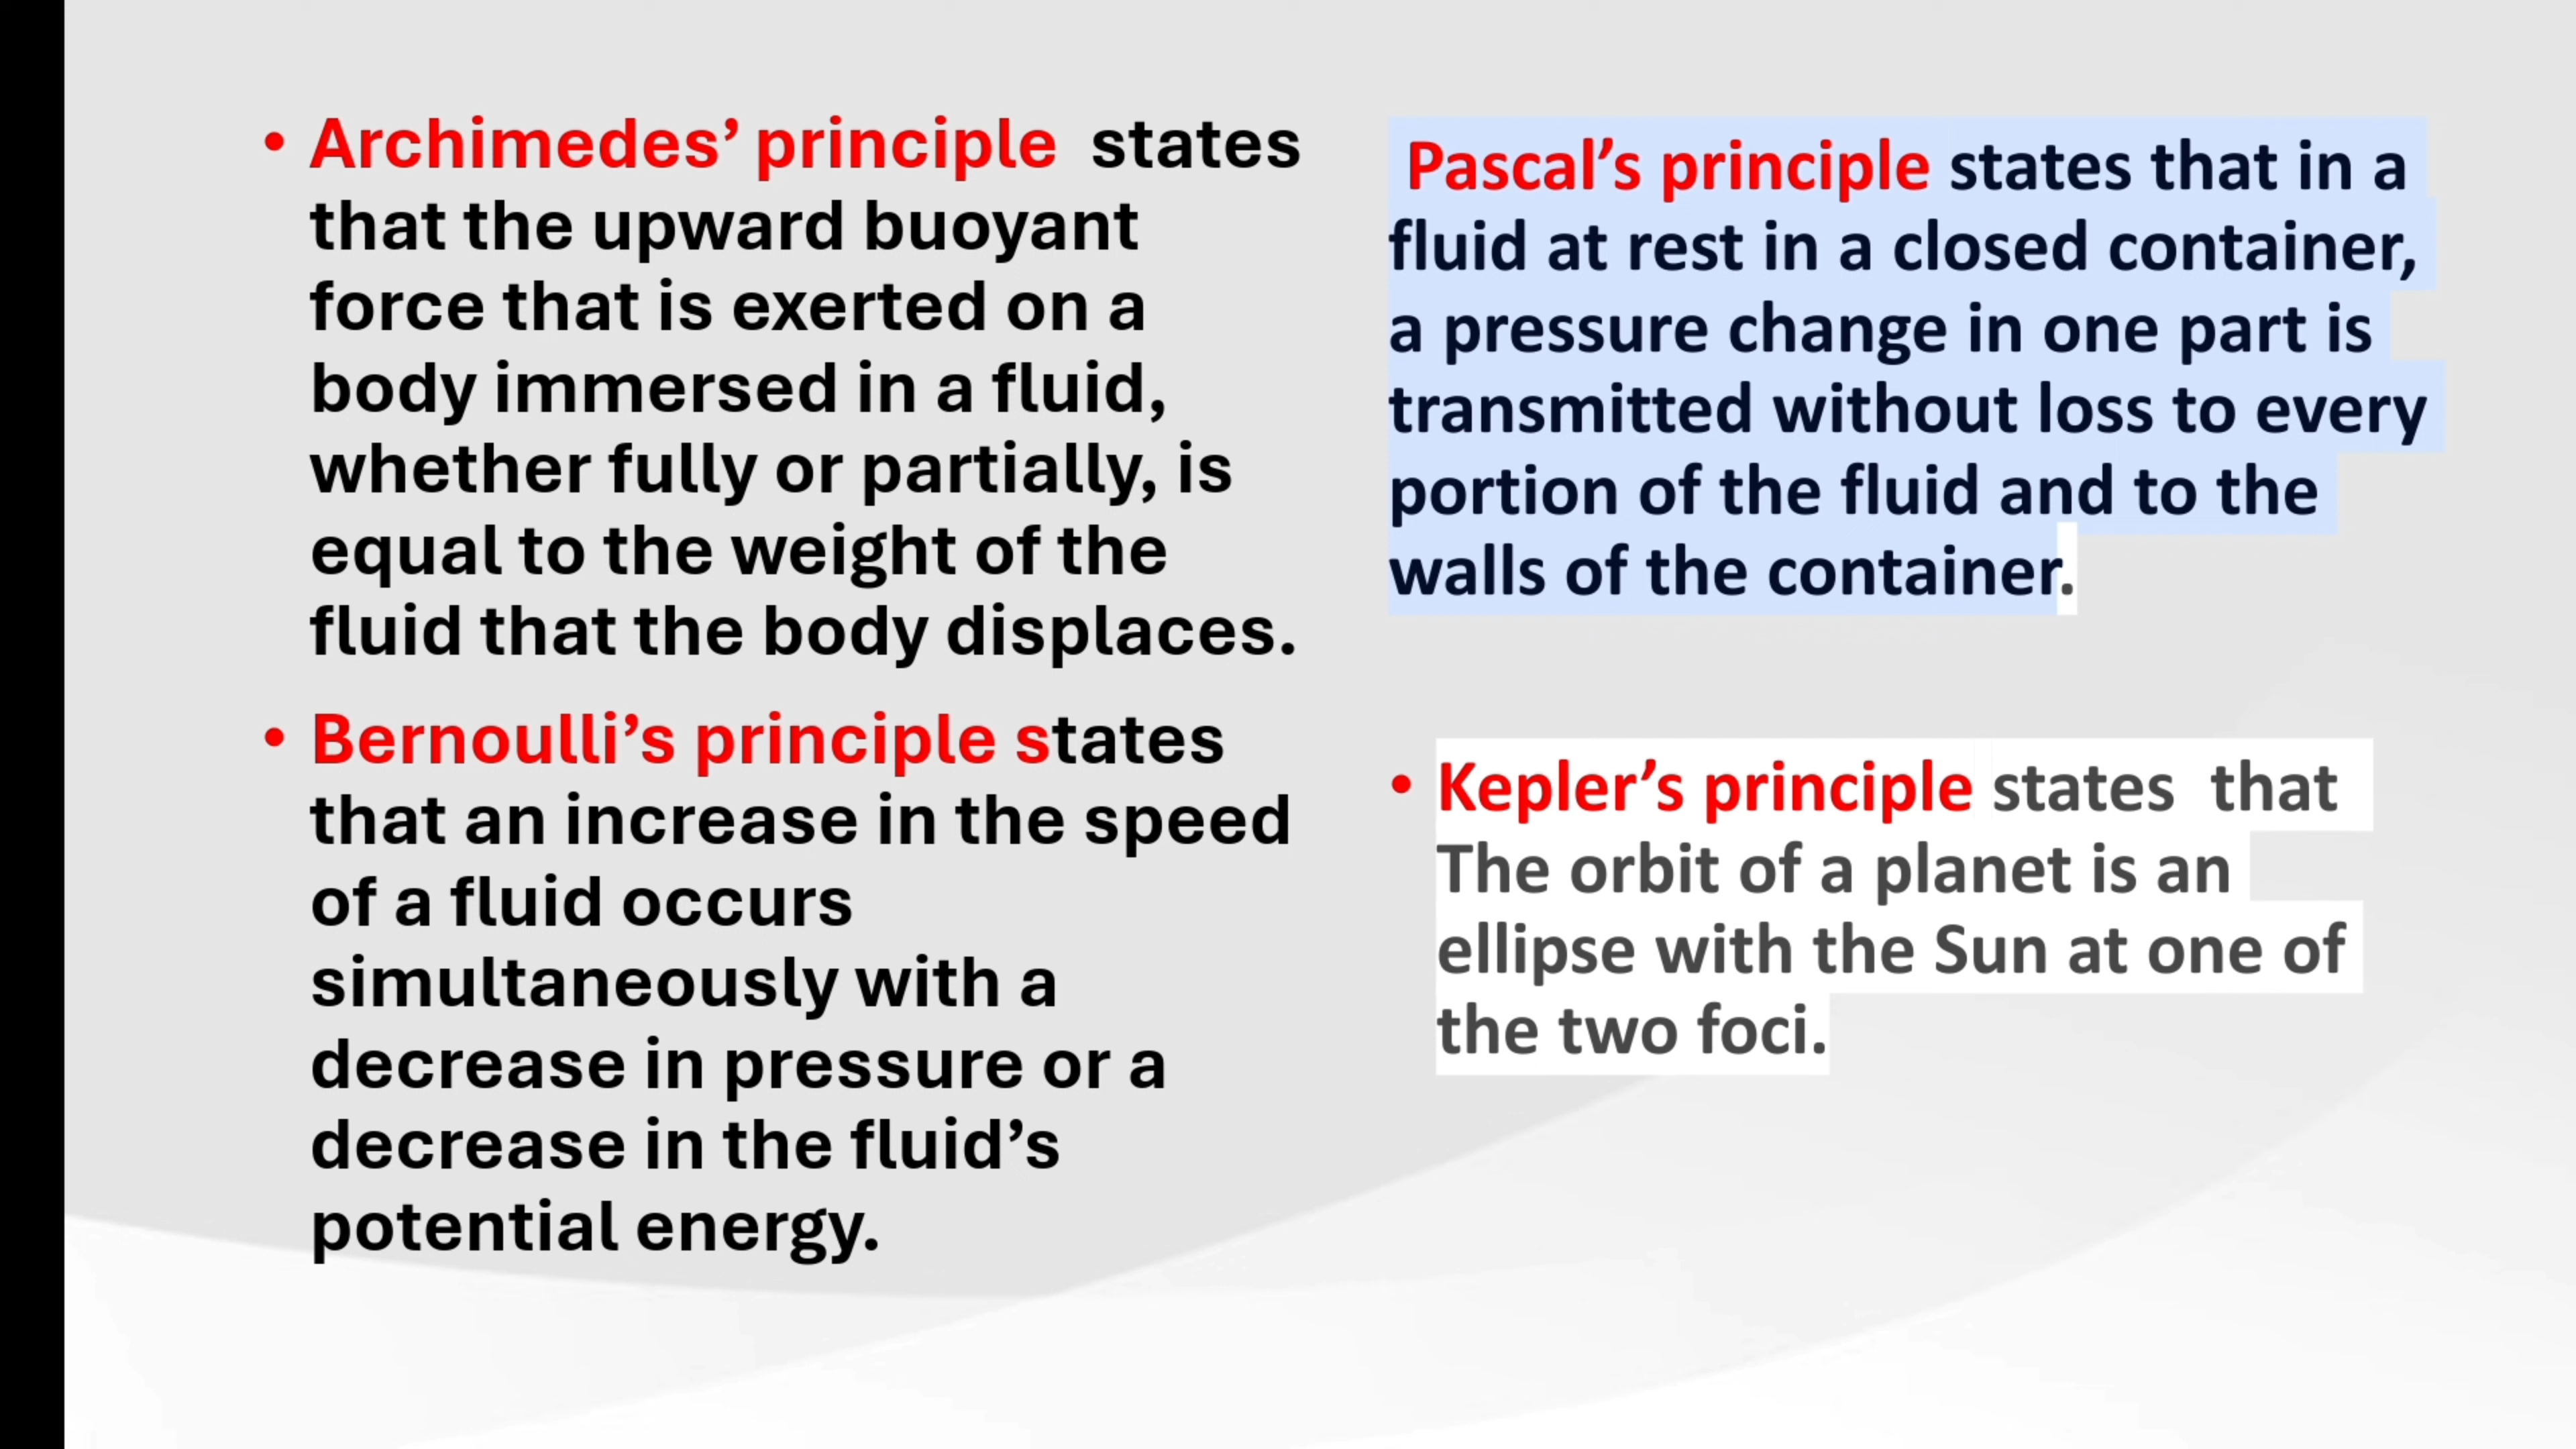 • Archimedes’ principle  states
that the upward buoyant
force that is exerted on a
body immersed in a fluid,
whether fully or partially, is
equal to the weight of the
fluid that the body displaces.
• Bernoulli’s principle states
that an increase in the speed
of a fluid occurs
simultaneously with a
decrease in pressure or a
decrease in the fluid’s
potential energy.
Pascal’s principle states that in a
fluid at rest in a closed container,
a pressure change in one part is
transmitted without loss to every
portion of the fluid and to the
walls of the container.
• Kepler’s principle states  that
The orbit of a planet is an
ellipse with the Sun at one of
the two foci.